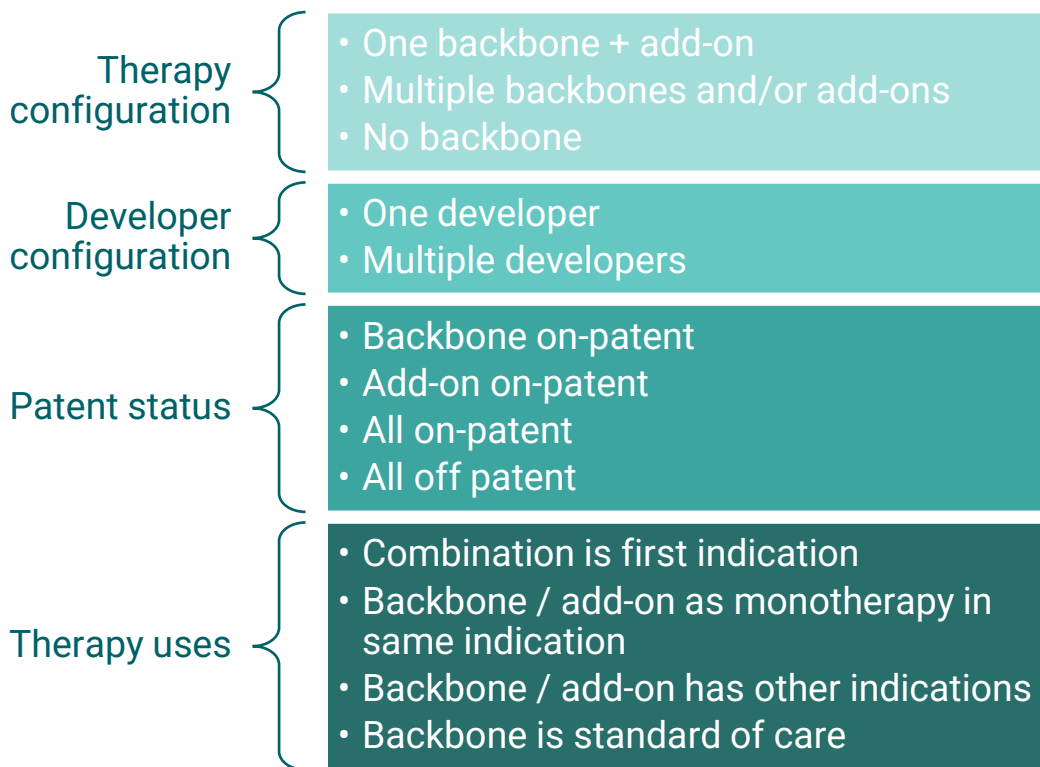 Therapy
configuration
• One backbone + add-on
• Multiple backbones and/or add-ons
• No backbone
Developer
configuration
• One developer
• Multiple developers
Patent status
• Backbone on-patent
• Add-on on-patent
• All on-patent
• All off patent
Therapy uses
• Combination is first indication
• Backbone / add-on as monotherapy in
same indication
• Backbone / add-on has other indications
• Backbone is standard of care